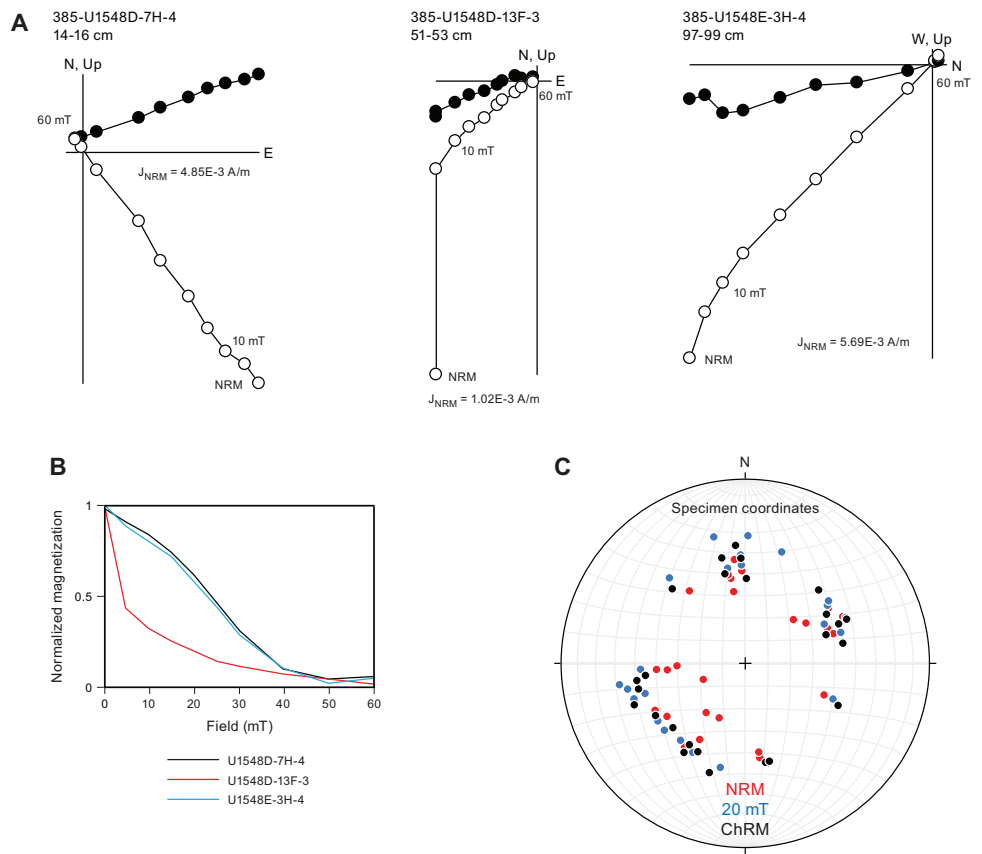 A
385-U1548D-7H-4
14-16 cm
N, Up
60 mT
E
J_NRM = 4.85E-3 A/m
10 mT
NRM
385-U1548D-13F-3
51-53 cm
N, Up
E
60 mT
10 mT
NRM
J_NRM = 1.02E-3 A/m
385-U1548E-3H-4
97-99 cm
W, Up
N
60 mT
10 mT
J_NRM = 5.69E-3 A/m
NRM
B
Normalized magnetization
1
0.5
0
0 10 20 30 40 50 60
Field (mT)
U1548D-7H-4
U1548D-13F-3
U1548E-3H-4
C
N
Specimen coordinates
NRM
20 mT
ChRM